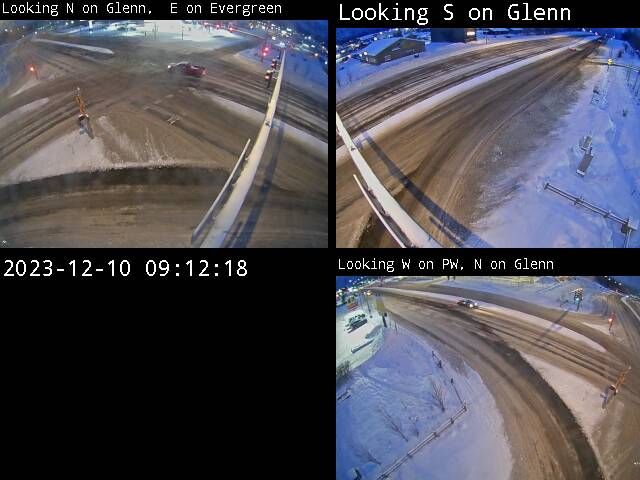 Looking N on Glenn,  E on Evergreen
Looking S on Glenn
2023-12-10 09:12:18
Looking W on PW, N on Glenn